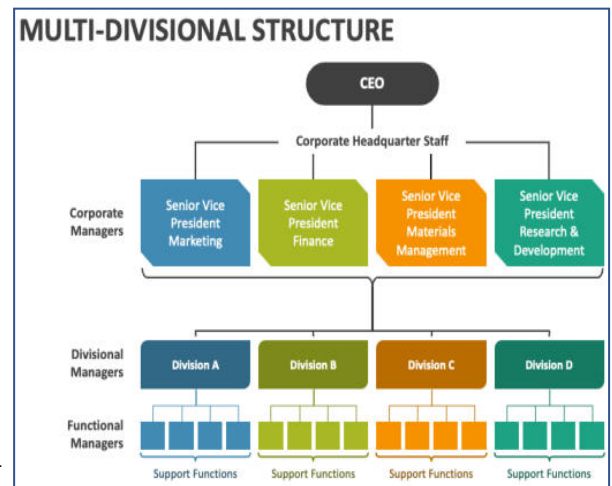 MULTI-DIVISIONAL STRUCTURE
CEO
Corporate Headquarter Staff
Corporate
Managers
Senior Vice
President
Marketing
Senior Vice
President
Finance
Senior Vice
President
Materials
Management
Senior Vice
President
Research &
Development
Divisional
Managers
Division A
Division B
Division C
Division D
Functional
Managers
Support Functions
Support Functions
Support Functions
Support Functions